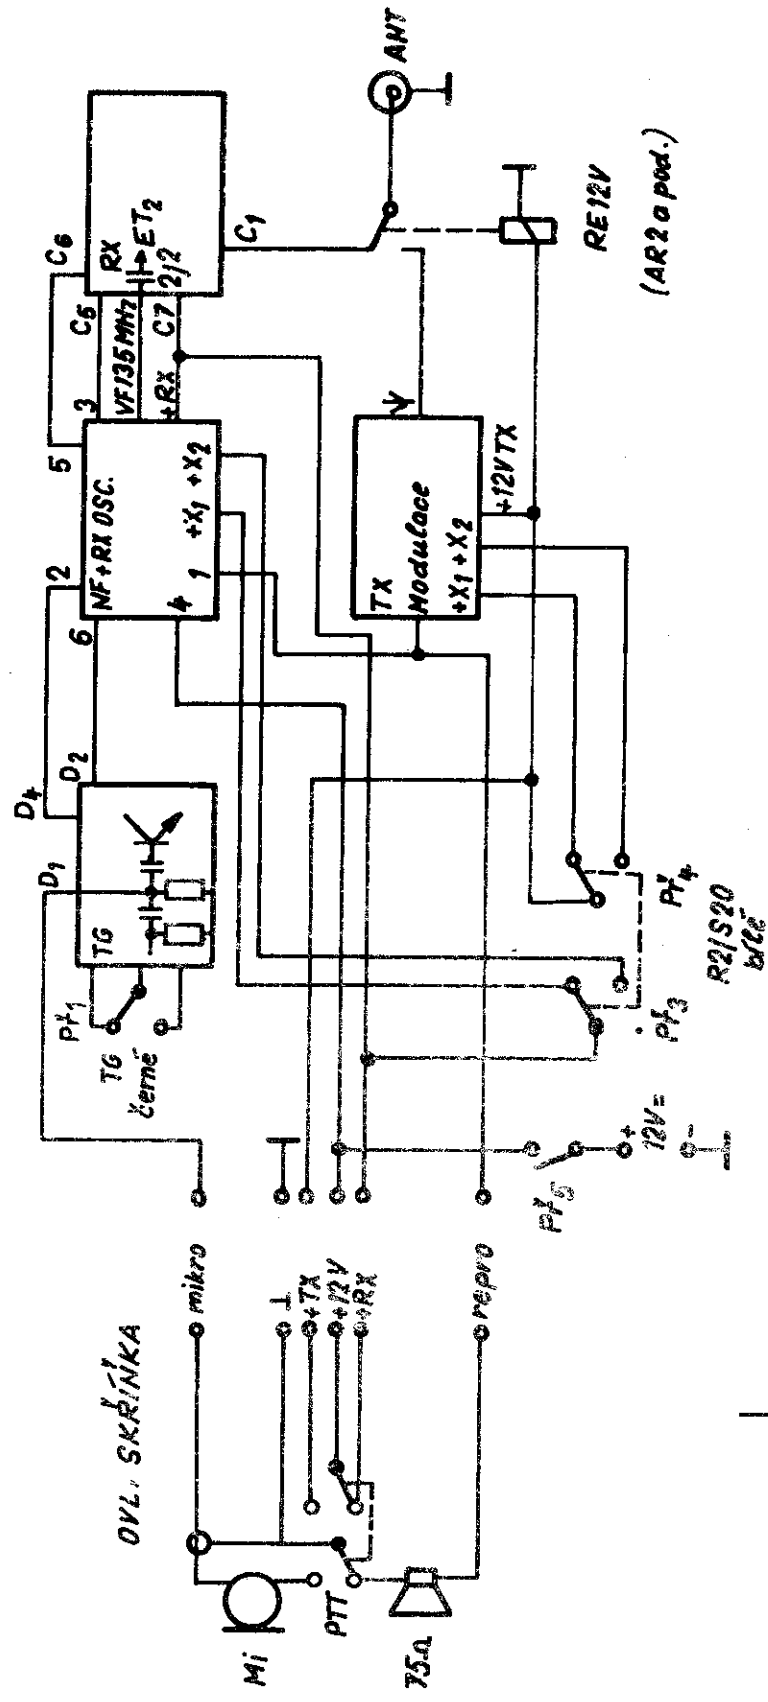 OVL. SKŘÍŇKA
Mi
PTT
75Ω
mikro
⊥
+TX
+12V
+RX
repro
Př1
TG
černé
TG
D1
D4
D2
6
2
5
3
NF+RX OSC.
4
1
+X1 +X2
C6
C5
VF135MHz
+RX
C7
RX
ET2
2j2
C1
ANT
TX
Modulace
+X1 +X2
+12V TX
RE12V
(AR2 a pod.)
Př5
+
12V=
-
Př3
Př4
R2/S20
bílé